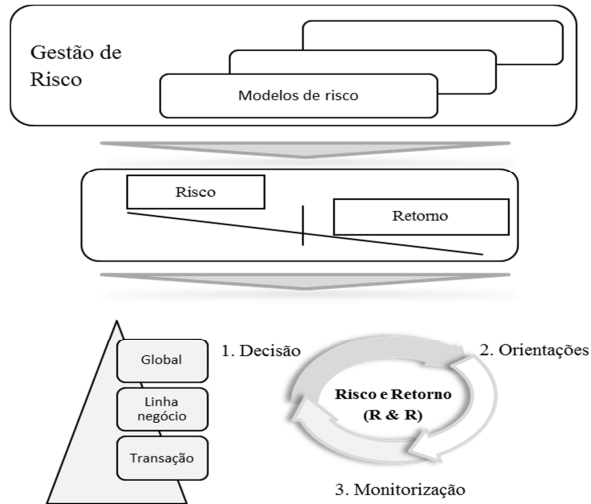 Gestão de
Risco
Modelos de risco
Risco
Retorno
Global
Linha
negócio
Transação
1. Decisão
2. Orientações
Risco e Retorno
(R & R)
3. Monitorização